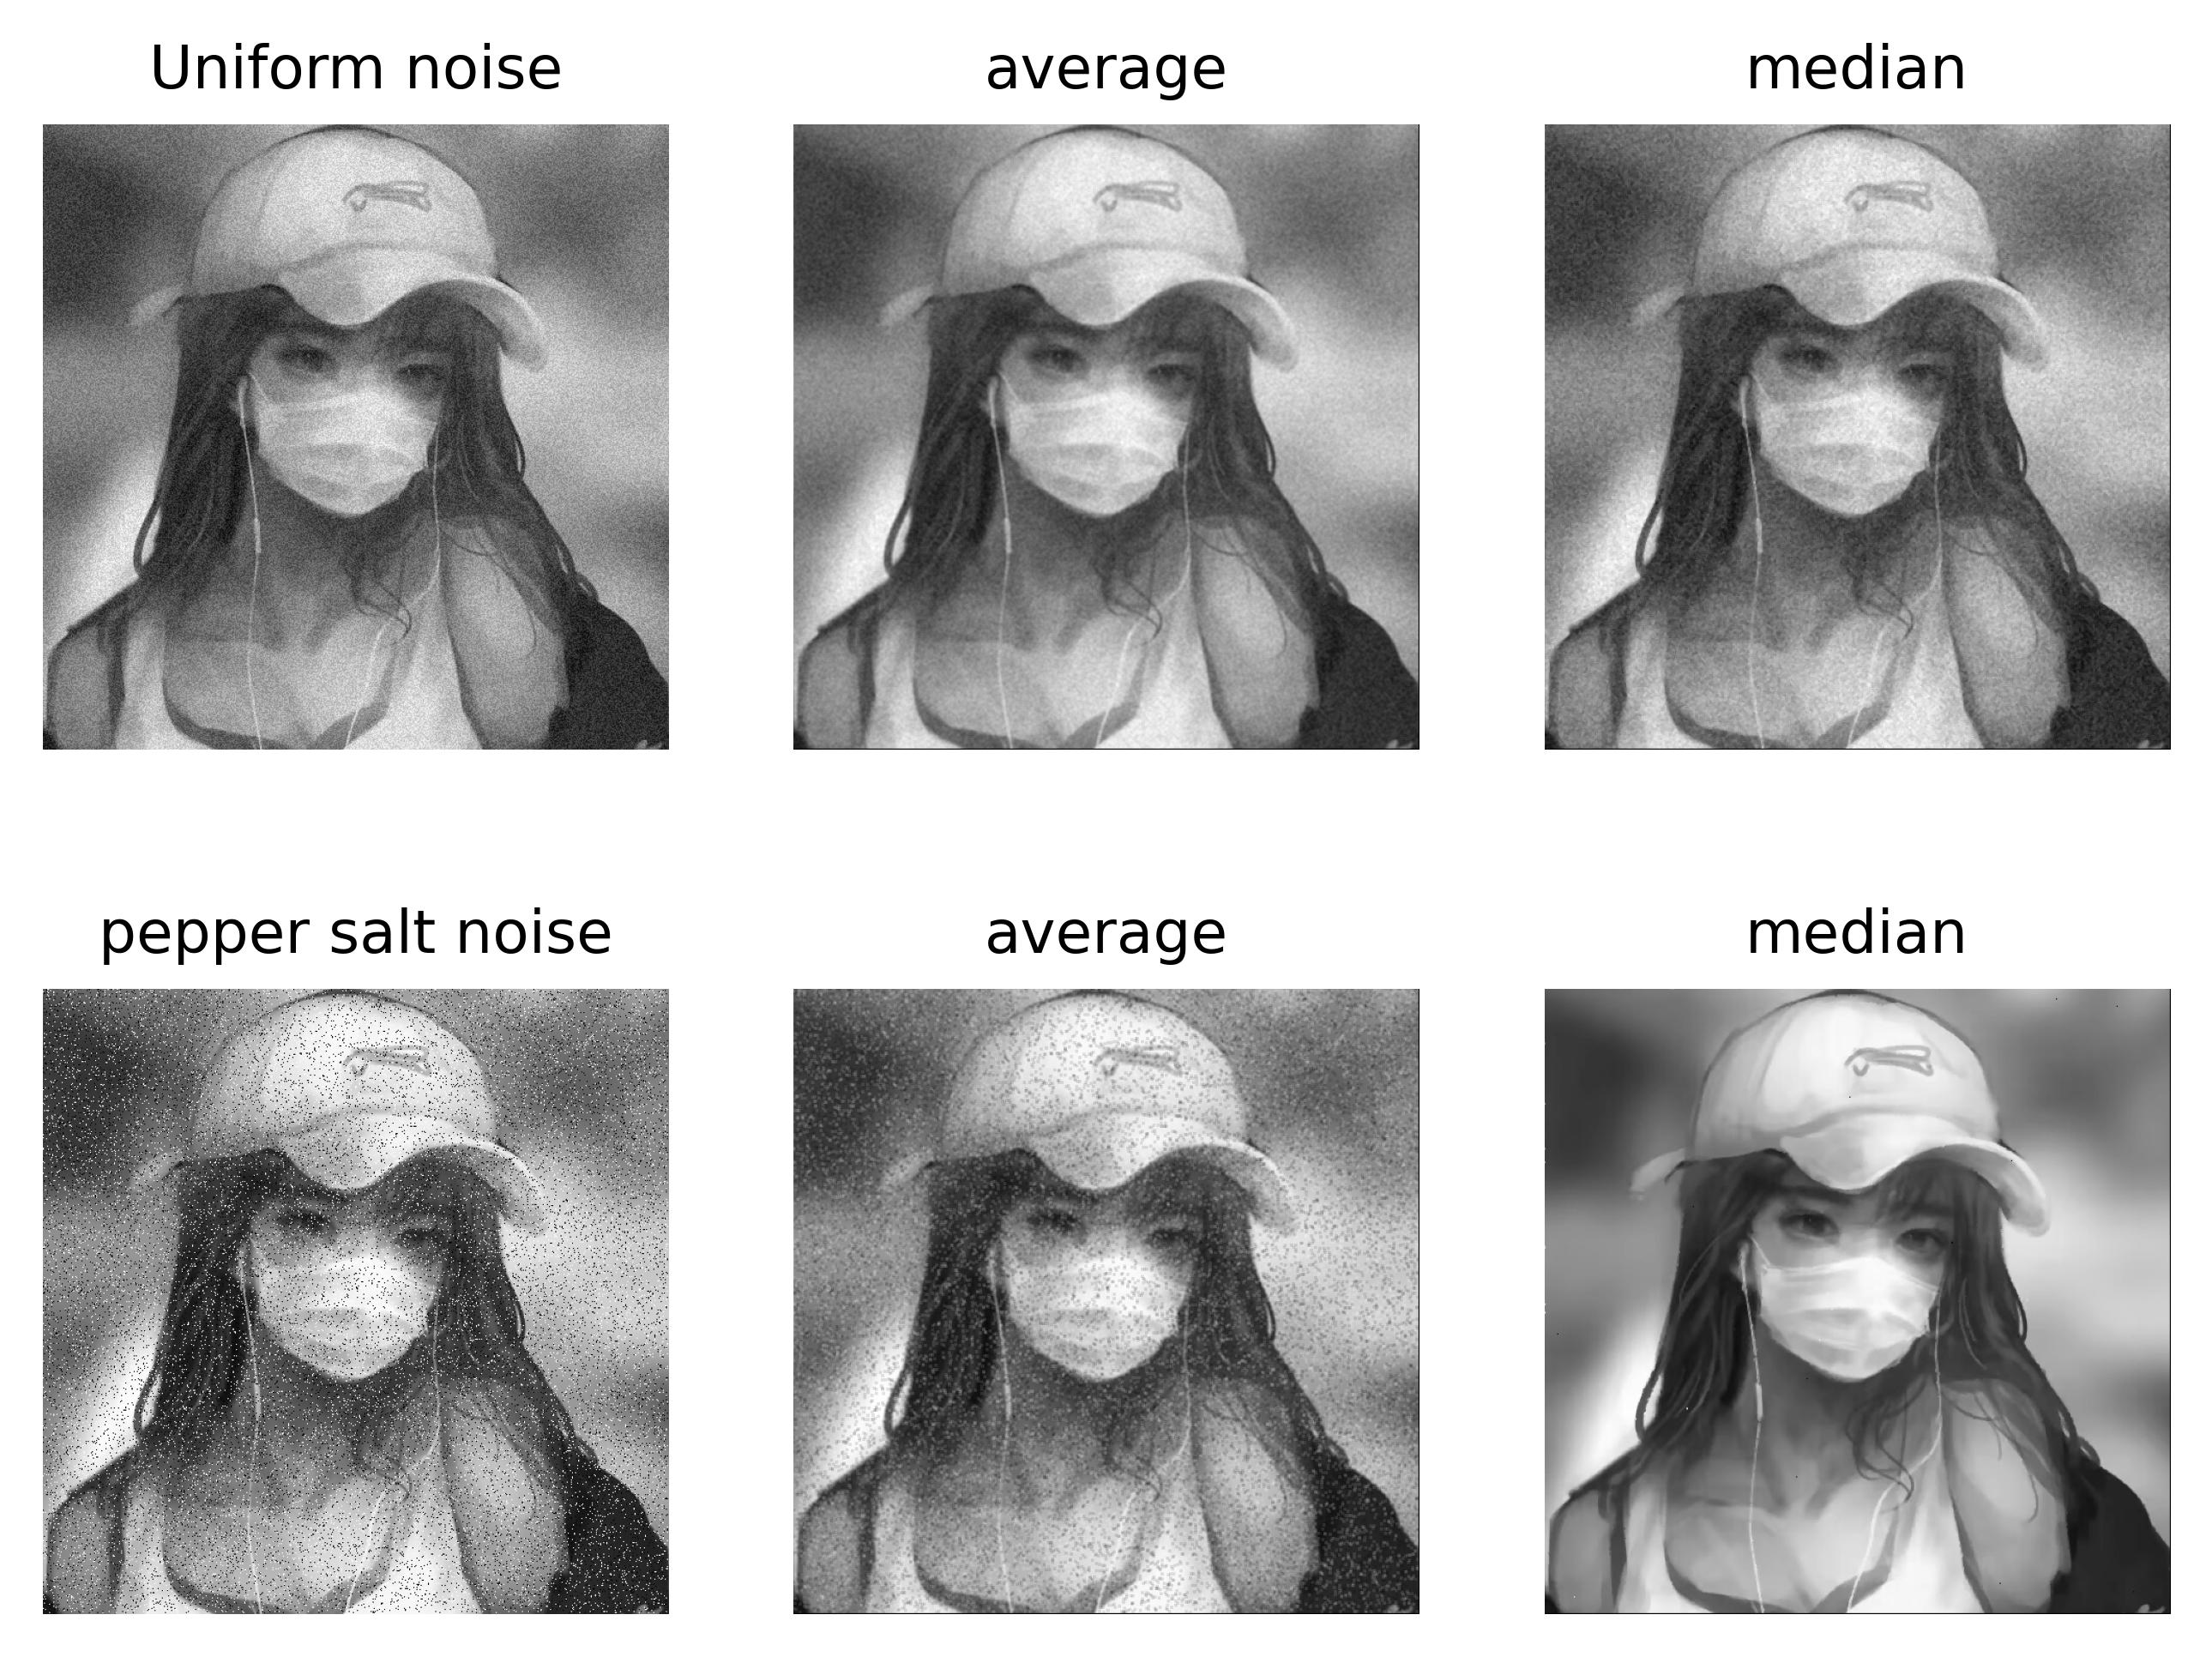 Uniform noise
average
median
pepper salt noise
average
median